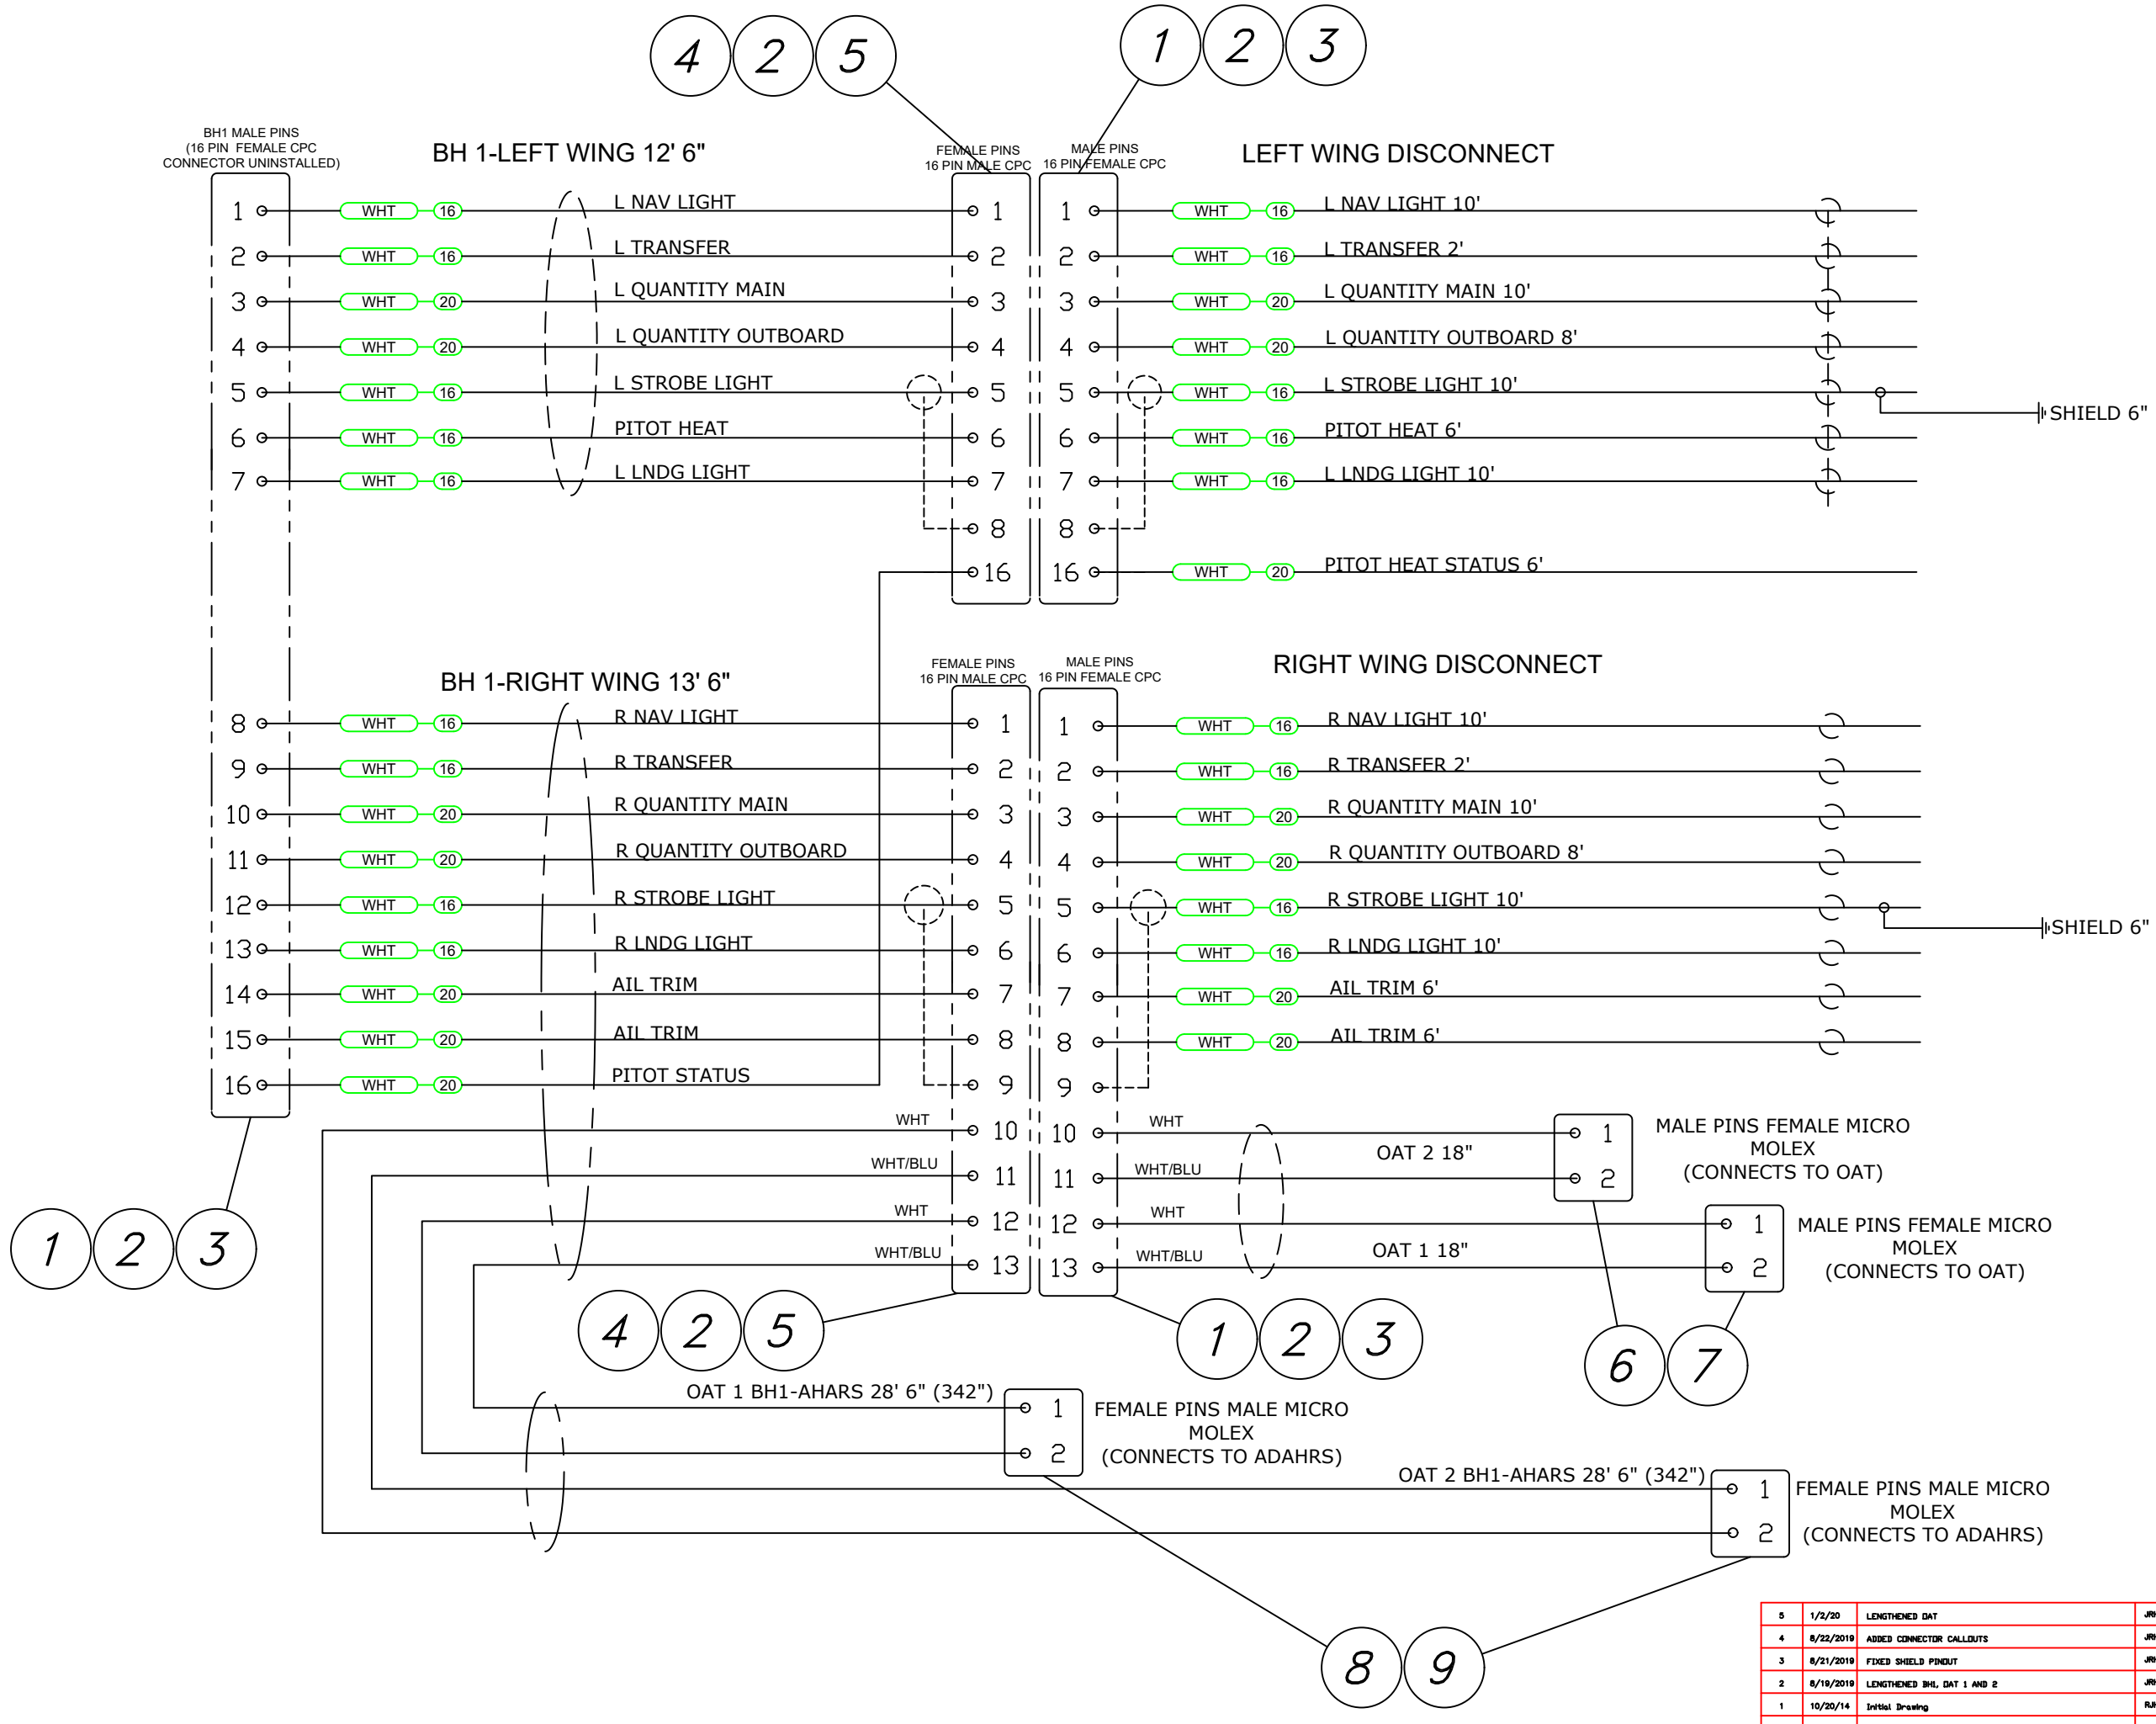 4 2 5
1 2 3
BH1 MALE PINS
(16 PIN FEMALE CPC
CONNECTOR UNINSTALLED)
BH 1-LEFT WING 12' 6"
FEMALE PINS
16 PIN MALE CPC
MALE PINS
16 PIN FEMALE CPC
LEFT WING DISCONNECT
1 WHT 16 L NAV LIGHT 1 1 WHT 16 L NAV LIGHT 10'
2 WHT 16 L TRANSFER 2 2 WHT 16 L TRANSFER 2'
3 WHT 20 L QUANTITY MAIN 3 3 WHT 20 L QUANTITY MAIN 10'
4 WHT 20 L QUANTITY OUTBOARD 4 4 WHT 20 L QUANTITY OUTBOARD 8'
5 WHT 16 L STROBE LIGHT 5 5 WHT 16 L STROBE LIGHT 10'
SHIELD 6"
6 WHT 16 PITOT HEAT 6 6 WHT 16 PITOT HEAT 6'
7 WHT 16 L LNDG LIGHT 7 7 WHT 16 L LNDG LIGHT 10'
8 8
16 16 WHT 20 PITOT HEAT STATUS 6'
BH 1-RIGHT WING 13' 6"
FEMALE PINS
16 PIN MALE CPC
MALE PINS
16 PIN FEMALE CPC
RIGHT WING DISCONNECT
8 WHT 16 R NAV LIGHT 1 1 WHT 16 R NAV LIGHT 10'
9 WHT 16 R TRANSFER 2 2 WHT 16 R TRANSFER 2'
10 WHT 20 R QUANTITY MAIN 3 3 WHT 20 R QUANTITY MAIN 10'
11 WHT 20 R QUANTITY OUTBOARD 4 4 WHT 20 R QUANTITY OUTBOARD 8'
12 WHT 16 R STROBE LIGHT 5 5 WHT 16 R STROBE LIGHT 10'
SHIELD 6"
13 WHT 16 R LNDG LIGHT 6 6 WHT 16 R LNDG LIGHT 10'
14 WHT 20 AIL TRIM 7 7 WHT 20 AIL TRIM 6'
15 WHT 20 AIL TRIM 8 8 WHT 20 AIL TRIM 6'
16 WHT 20 PITOT STATUS 9 9
WHT 10 10 WHT 1
OAT 2 18"
WHT/BLU 11 11 WHT/BLU 2
MALE PINS FEMALE MICRO
MOLEX
(CONNECTS TO OAT)
WHT 12 12 WHT 1
OAT 1 18"
WHT/BLU 13 13 WHT/BLU 2
MALE PINS FEMALE MICRO
MOLEX
(CONNECTS TO OAT)
1 2 3
4 2 5
1 2 3
6 7
OAT 1 BH1-AHARS 28' 6" (342")
1
2
FEMALE PINS MALE MICRO
MOLEX
(CONNECTS TO ADAHRS)
OAT 2 BH1-AHARS 28' 6" (342")
1
2
FEMALE PINS MALE MICRO
MOLEX
(CONNECTS TO ADAHRS)
8 9
5 1/2/20 LENGTHENED OAT
4 8/22/2019 ADDED CONNECTOR CALLOUTS
3 8/21/2019 FIXED SHIELD PINOUT
2 8/19/2019 LENGTHENED BH1, OAT 1 AND 2
1 10/20/14 Initial Drawing